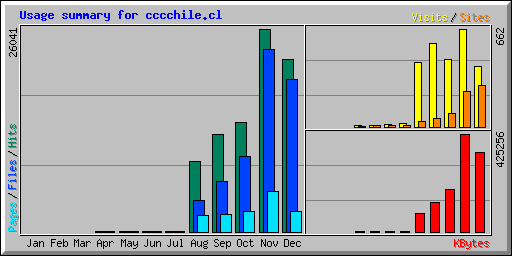 Usage summary for cccchile.cl
Visits / Sites
26041
662
Pages / Files / Hits
425256
KBytes
Jan Feb Mar Apr May Jun Jul Aug Sep Oct Nov Dec